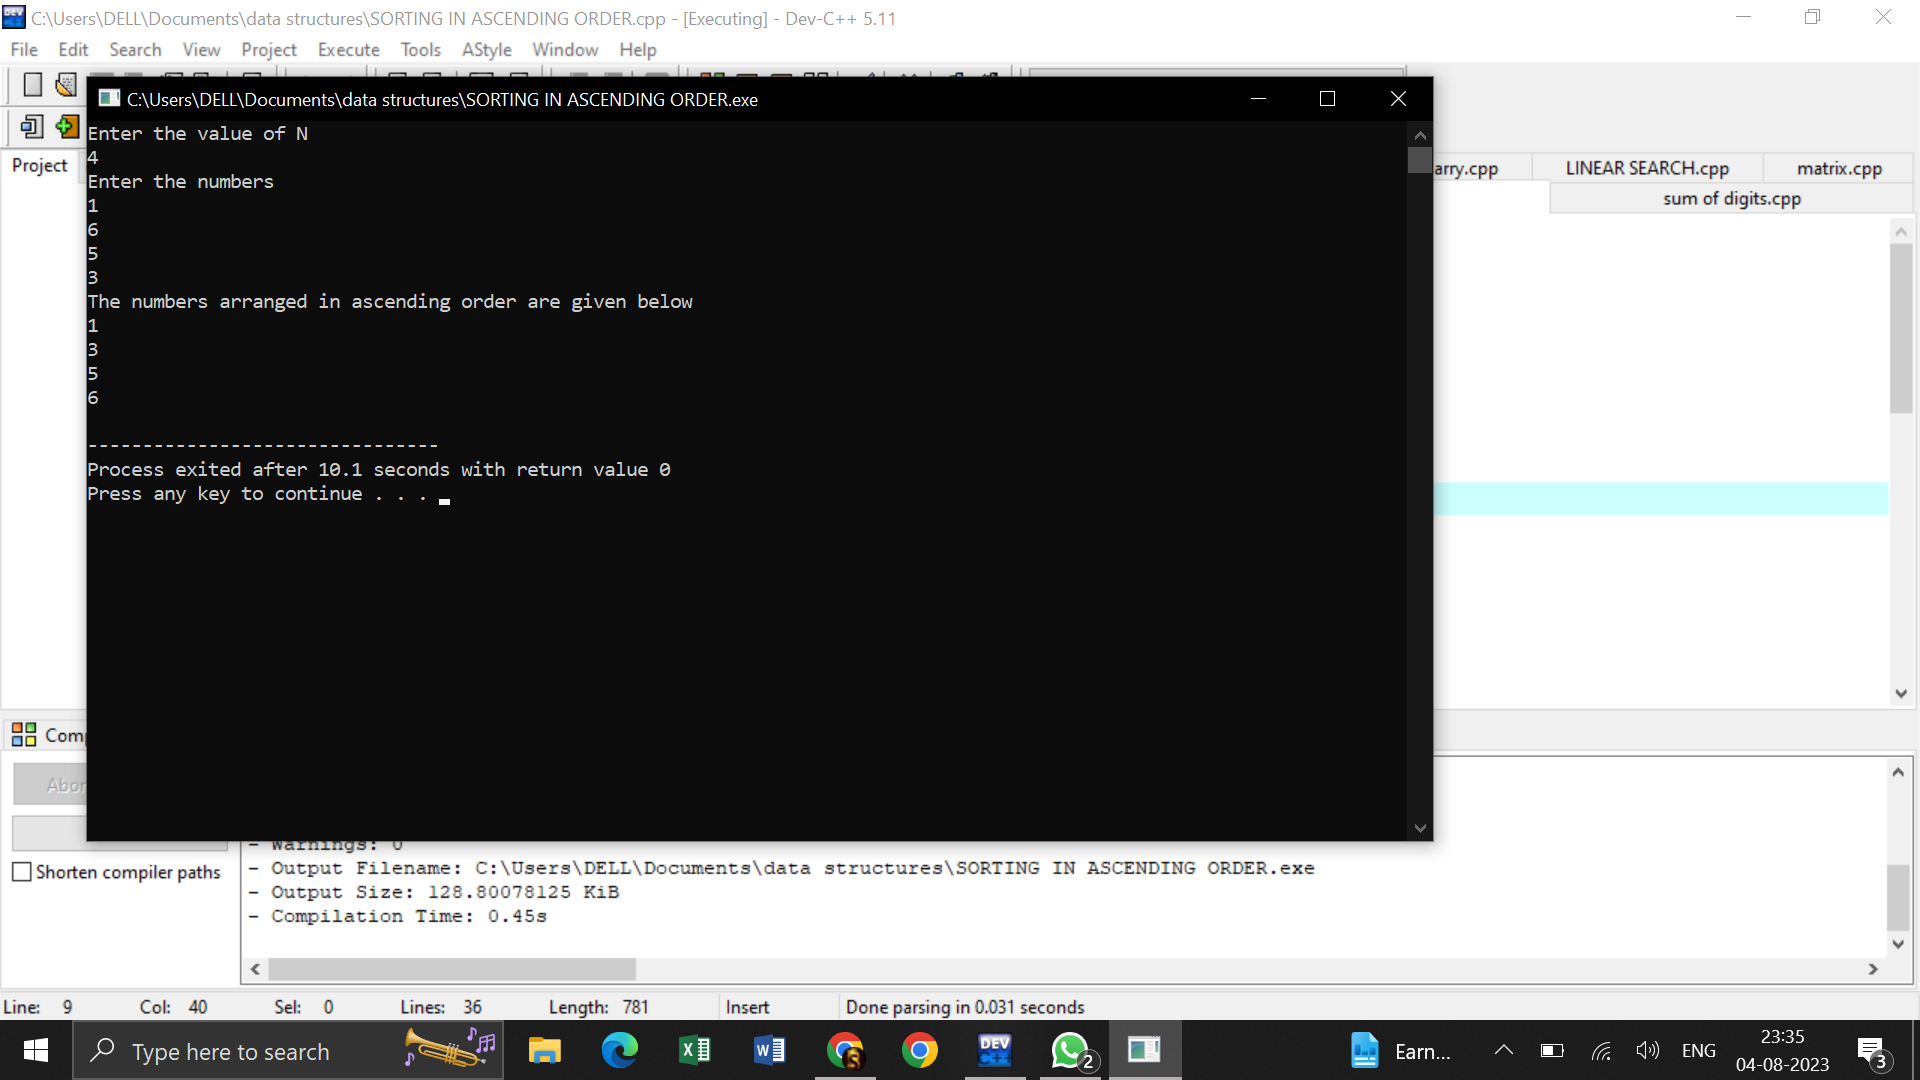 C:\Users\DELL\Documents\data structures\SORTING IN ASCENDING ORDER.cpp - [Executing] - Dev-C++ 5.11
File Edit Search View Project Execute Tools AStyle Window Help
C:\Users\DELL\Documents\data structures\SORTING IN ASCENDING ORDER.exe
Enter the value of N
4
Enter the numbers
1
6
5
3
The numbers arranged in ascending order are given below
1
3
5
6
--------------------------------
Process exited after 10.1 seconds with return value 0
Press any key to continue . . .
Project
arry.cpp LINEAR SEARCH.cpp matrix.cpp
sum of digits.cpp
Comp
Abor
Shorten compiler paths
- Warnings: 0
- Output Filename: C:\Users\DELL\Documents\data structures\SORTING IN ASCENDING ORDER.exe
- Output Size: 128.80078125 KiB
- Compilation Time: 0.45s
Line: 9 Col: 40 Sel: 0 Lines: 36 Length: 781 Insert Done parsing in 0.031 seconds
Type here to search
DEV C++
2
Earn...
ENG
23:35
04-08-2023
3